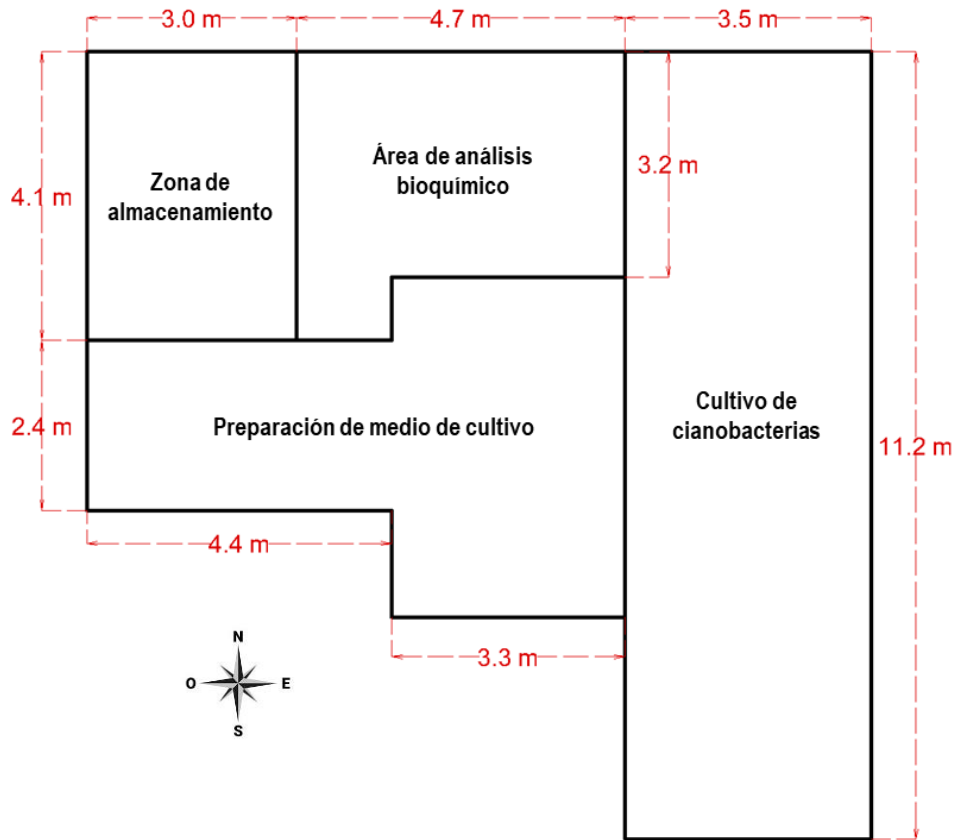 3.0 m
4.7 m
3.5 m
Área de análisis
bioquímico
3.2 m
Zona de
almacenamiento
4.1 m
Cultivo de
cianobacterias
2.4 m
Preparación de medio de cultivo
11.2 m
4.4 m
3.3 m
N
O
E
S